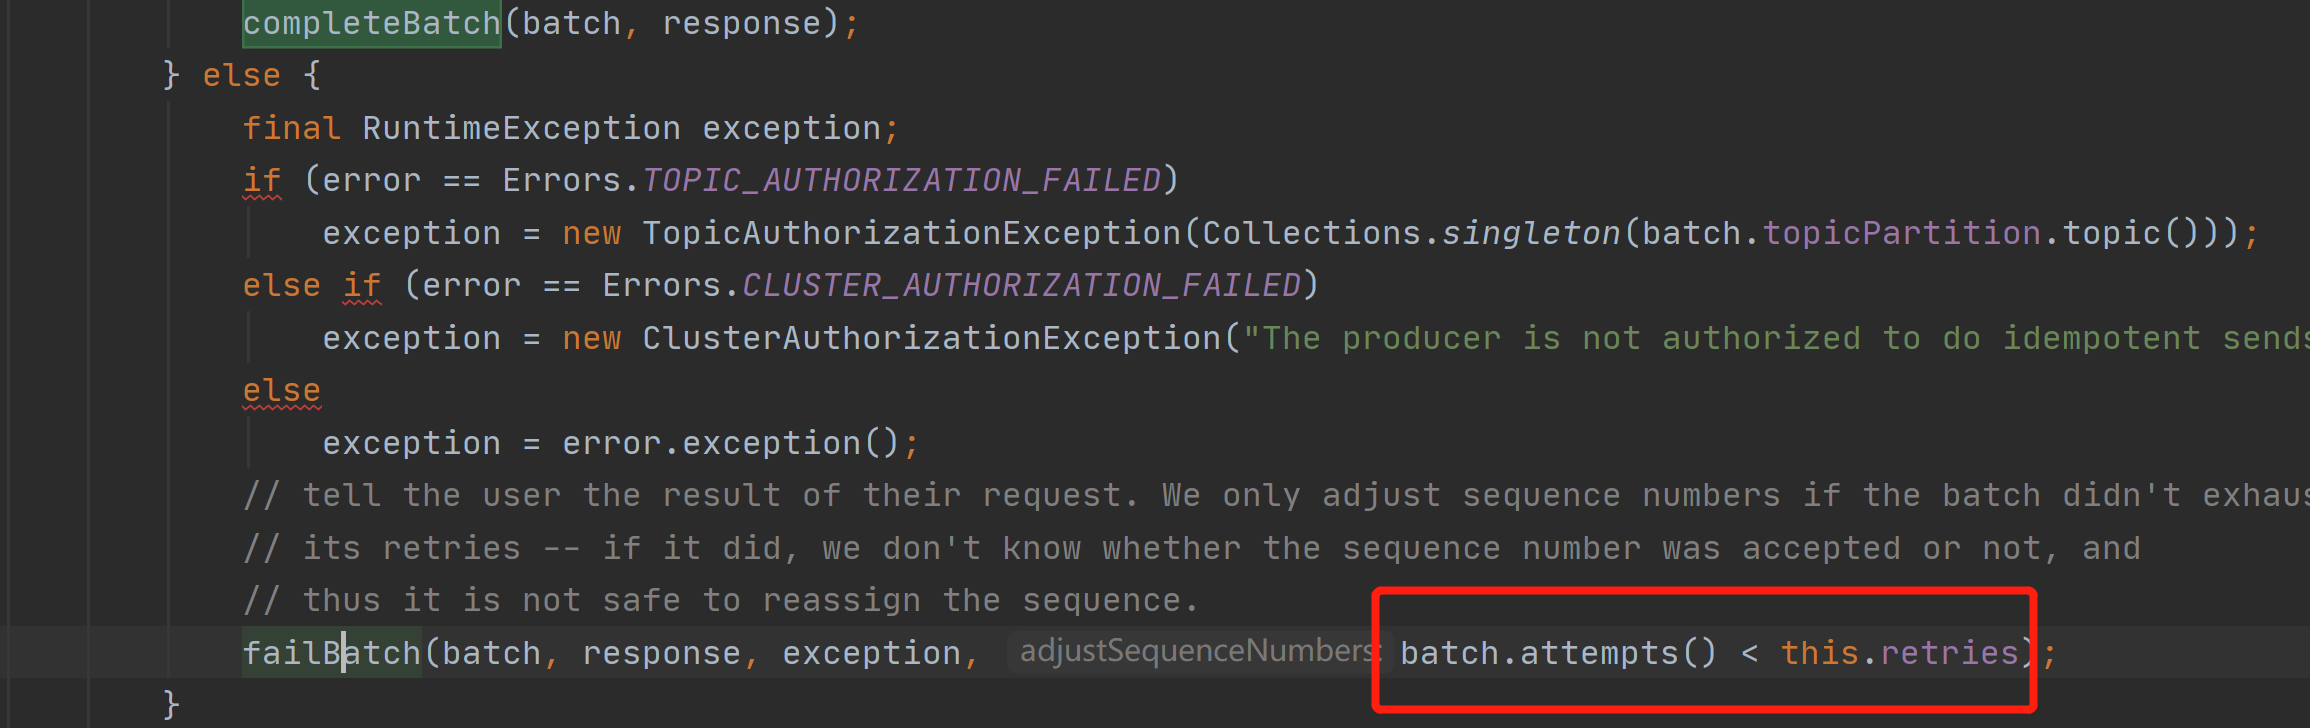 completeBatch(batch, response);
} else {
final RuntimeException exception;
if (error == Errors.TOPIC_AUTHORIZATION_FAILED)
exception = new TopicAuthorizationException(Collections.singleton(batch.topicPartition.topic()));
else if (error == Errors.CLUSTER_AUTHORIZATION_FAILED)
exception = new ClusterAuthorizationException("The producer is not authorized to do idempotent sends
else
exception = error.exception();
// tell the user the result of their request. We only adjust sequence numbers if the batch didn't exhaus
// its retries -- if it did, we don't know whether the sequence number was accepted or not, and
// thus it is not safe to reassign the sequence.
failBatch(batch, response, exception, adjustSequenceNumbers: batch.attempts() < this.retries);
}